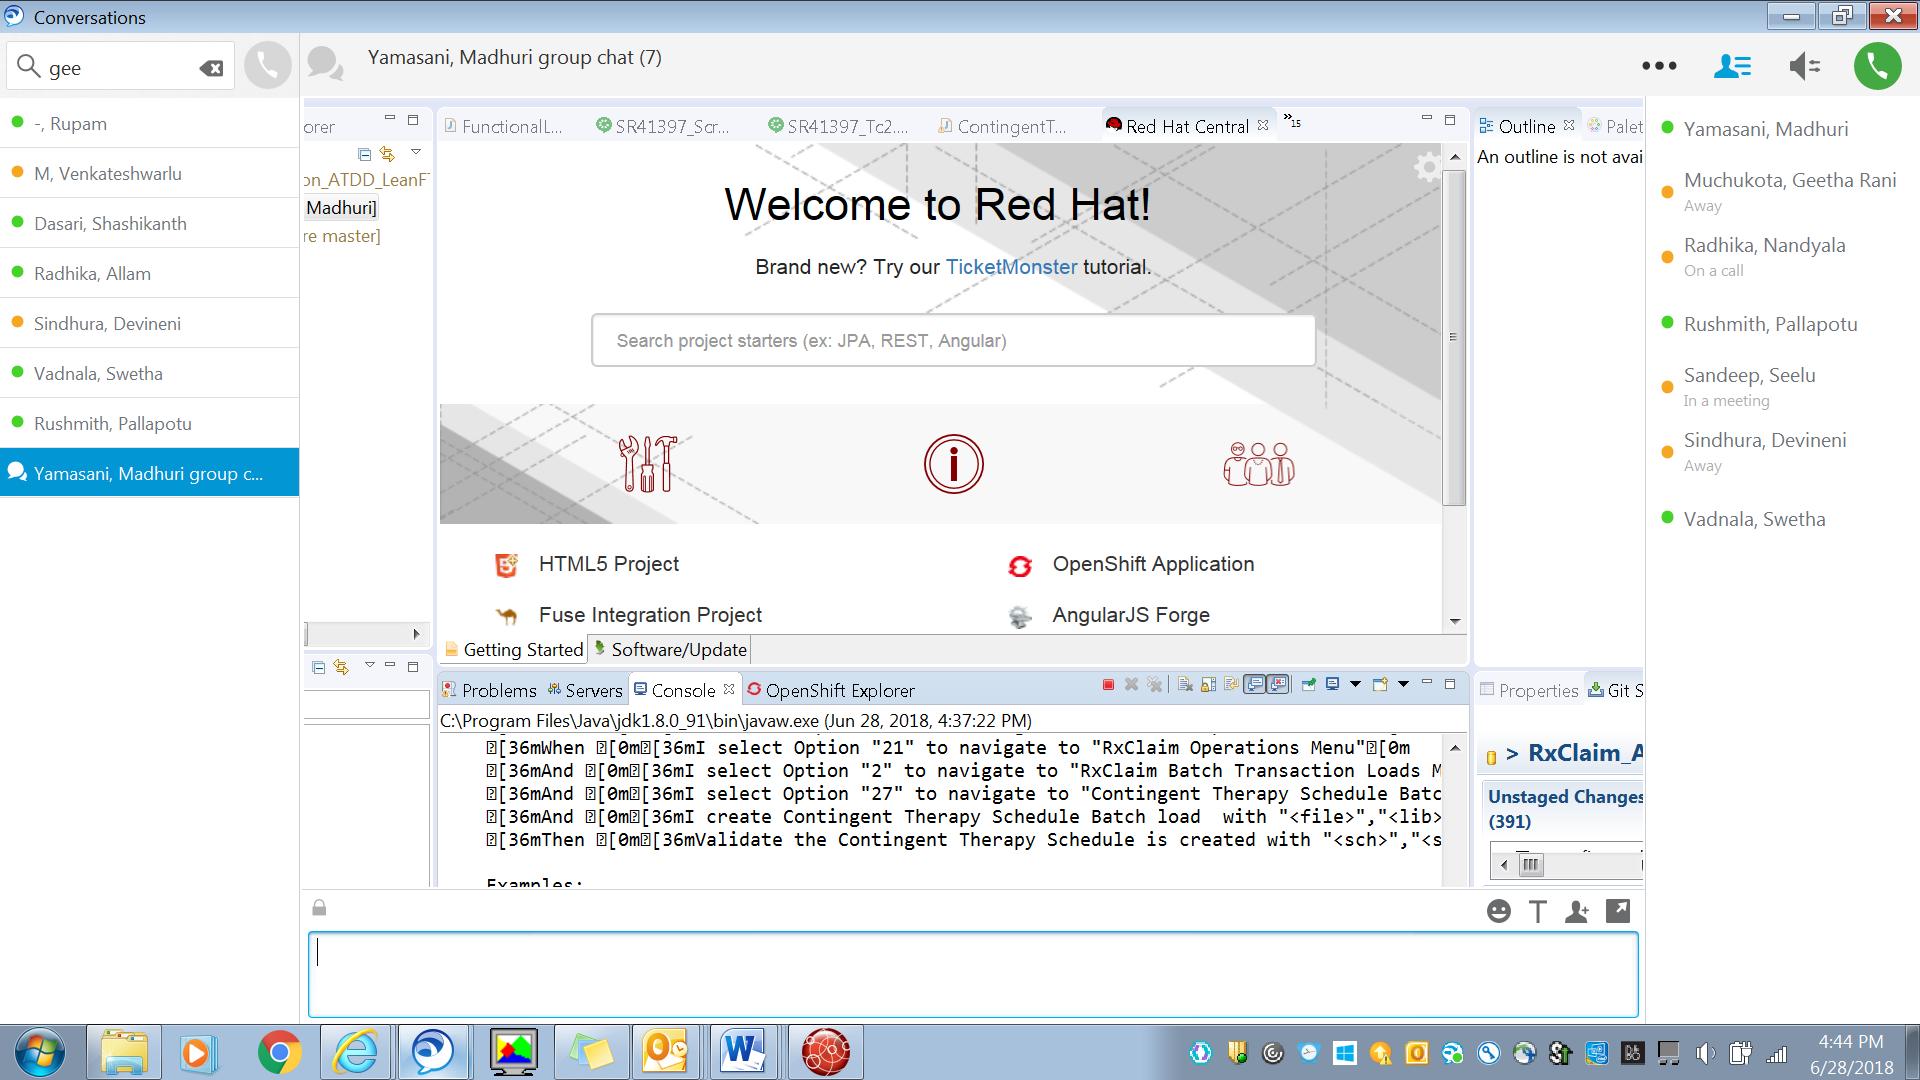 Conversations
gee
Yamasani, Madhuri group chat (7)
-, Rupam
M, Venkateshwarlu
Dasari, Shashikanth
Radhika, Allam
Sindhura, Devineni
Vadnala, Swetha
Rushmith, Pallapotu
Yamasani, Madhuri group c...
orer
on_ATDD_LeanF
Madhuri]
re master]
FunctionalL...
SR41397_Scr...
SR41397_Tc2....
ContingentT...
Red Hat Central
»15
Welcome to Red Hat!
Brand new? Try our TicketMonster tutorial.
Search project starters (ex: JPA, REST, Angular)
HTML5 Project
OpenShift Application
Fuse Integration Project
AngularJS Forge
Getting Started
Software/Update
Outline
Palet
An outline is not avai
Problems
Servers
Console
OpenShift Explorer
C:\Program Files\Java\jdk1.8.0_91\bin\javaw.exe (Jun 28, 2018, 4:37:22 PM)
[36mWhen [0m[36mI select Option "21" to navigate to "RxClaim Operations Menu"[0m
[36mAnd [0m[36mI select Option "2" to navigate to "RxClaim Batch Transaction Loads M
[36mAnd [0m[36mI select Option "27" to navigate to "Contingent Therapy Schedule Batc
[36mAnd [0m[36mI create Contingent Therapy Schedule Batch load  with "<file>","<lib>
[36mThen [0m[36mValidate the Contingent Therapy Schedule is created with "<sch>","<s
Examples:
Properties
Git S
> RxClaim_A
Unstaged Changes
(391)
Yamasani, Madhuri
Muchukota, Geetha Rani
Away
Radhika, Nandyala
On a call
Rushmith, Pallapotu
Sandeep, Seelu
In a meeting
Sindhura, Devineni
Away
Vadnala, Swetha
4:44 PM
6/28/2018